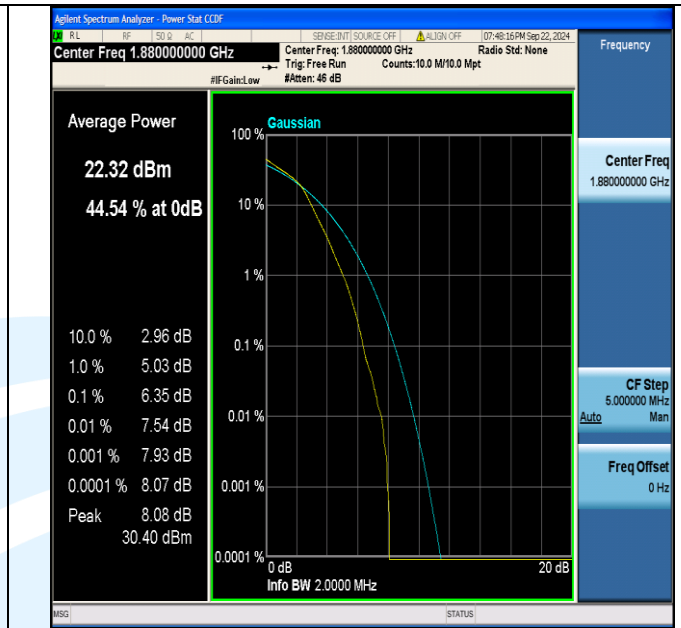 Agilent Spectrum Analyzer - Power Stat CCDF
RL RF 50 Ω AC SENSE:INT SOURCE OFF ALIGN OFF 07:48:16PM Sep 22, 2024
Center Freq 1.880000000 GHz
Center Freq: 1.880000000 GHz Radio Std: None
Trig: Free Run Counts:10.0 M/10.0 Mpt
#IFGain:Low #Atten: 46 dB
Frequency
Center Freq
1.880000000 GHz
CF Step
5.000000 MHz
Auto Man
Freq Offset
0 Hz
Average Power
22.32 dBm
44.54 % at 0dB
10.0 % 2.96 dB
1.0 % 5.03 dB
0.1 % 6.35 dB
0.01 % 7.54 dB
0.001 % 7.93 dB
0.0001 % 8.07 dB
Peak 8.08 dB
30.40 dBm
Gaussian
100 %
10 %
1 %
0.1 %
0.01 %
0.001 %
0.0001 %
0 dB 20 dB
Info BW 2.0000 MHz
MSG STATUS